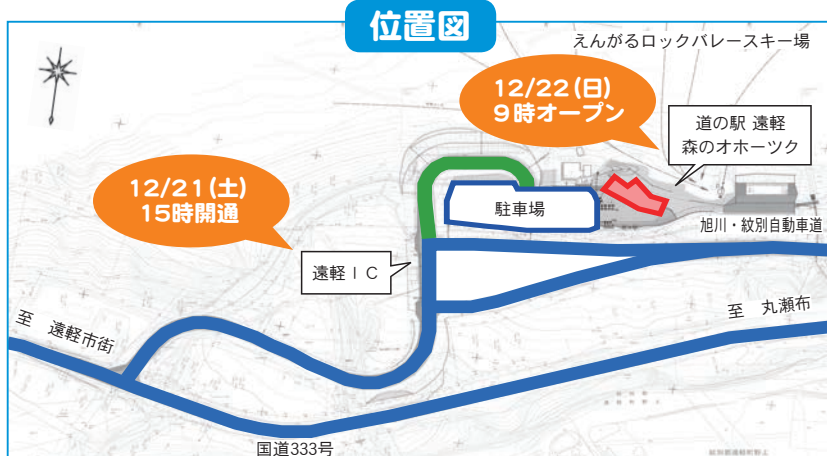 位置図
えんがるロックバレースキー場
12/22(日)
9時オープン
道の駅 遠軽
森のオホーツク
12/21(土)
15時開通
駐車場
旭川・紋別自動車道
遠軽IC
至 遠軽市街
至 丸瀬布
国道333号